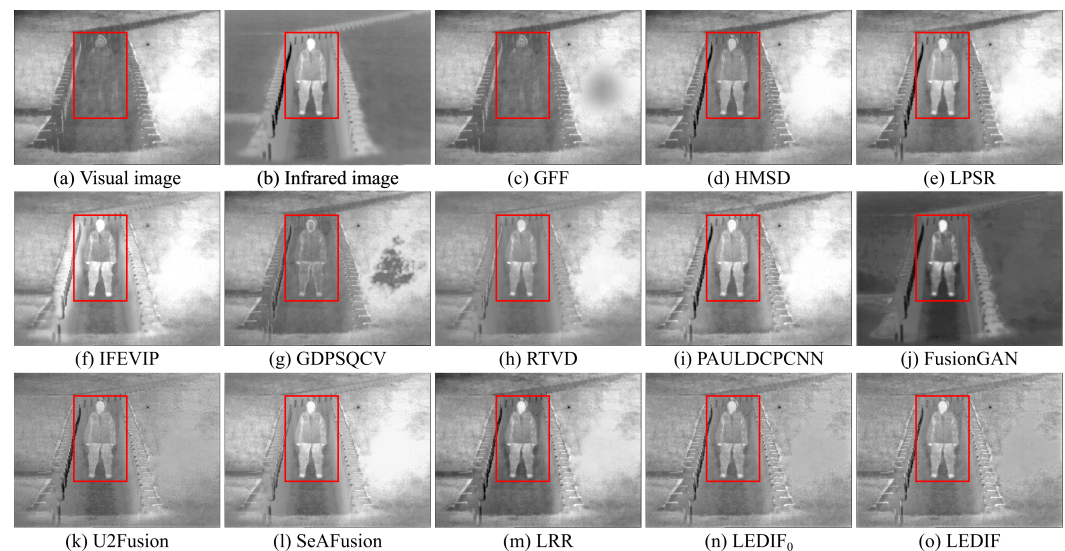 (a) Visual image
(b) Infrared image
(c) GFF
(d) HMSD
(e) LPSR
(f) IFEVIP
(g) GDPSQCV
(h) RTVD
(i) PAULDCPCNN
(j) FusionGAN
(k) U2Fusion
(l) SeAFusion
(m) LRR
(n) LEDIF₀
(o) LEDIF